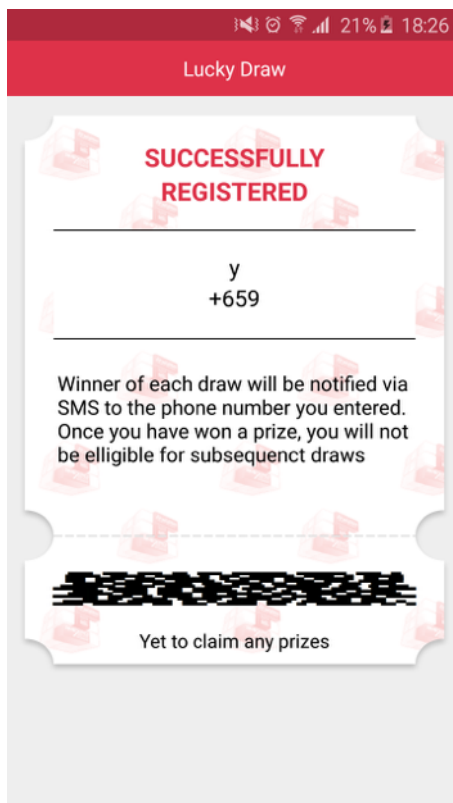 21% 18:26
Lucky Draw
SUCCESSFULLY
REGISTERED
y
+659
Winner of each draw will be notified via
SMS to the phone number you entered.
Once you have won a prize, you will not
be elligible for subsequenct draws
Yet to claim any prizes